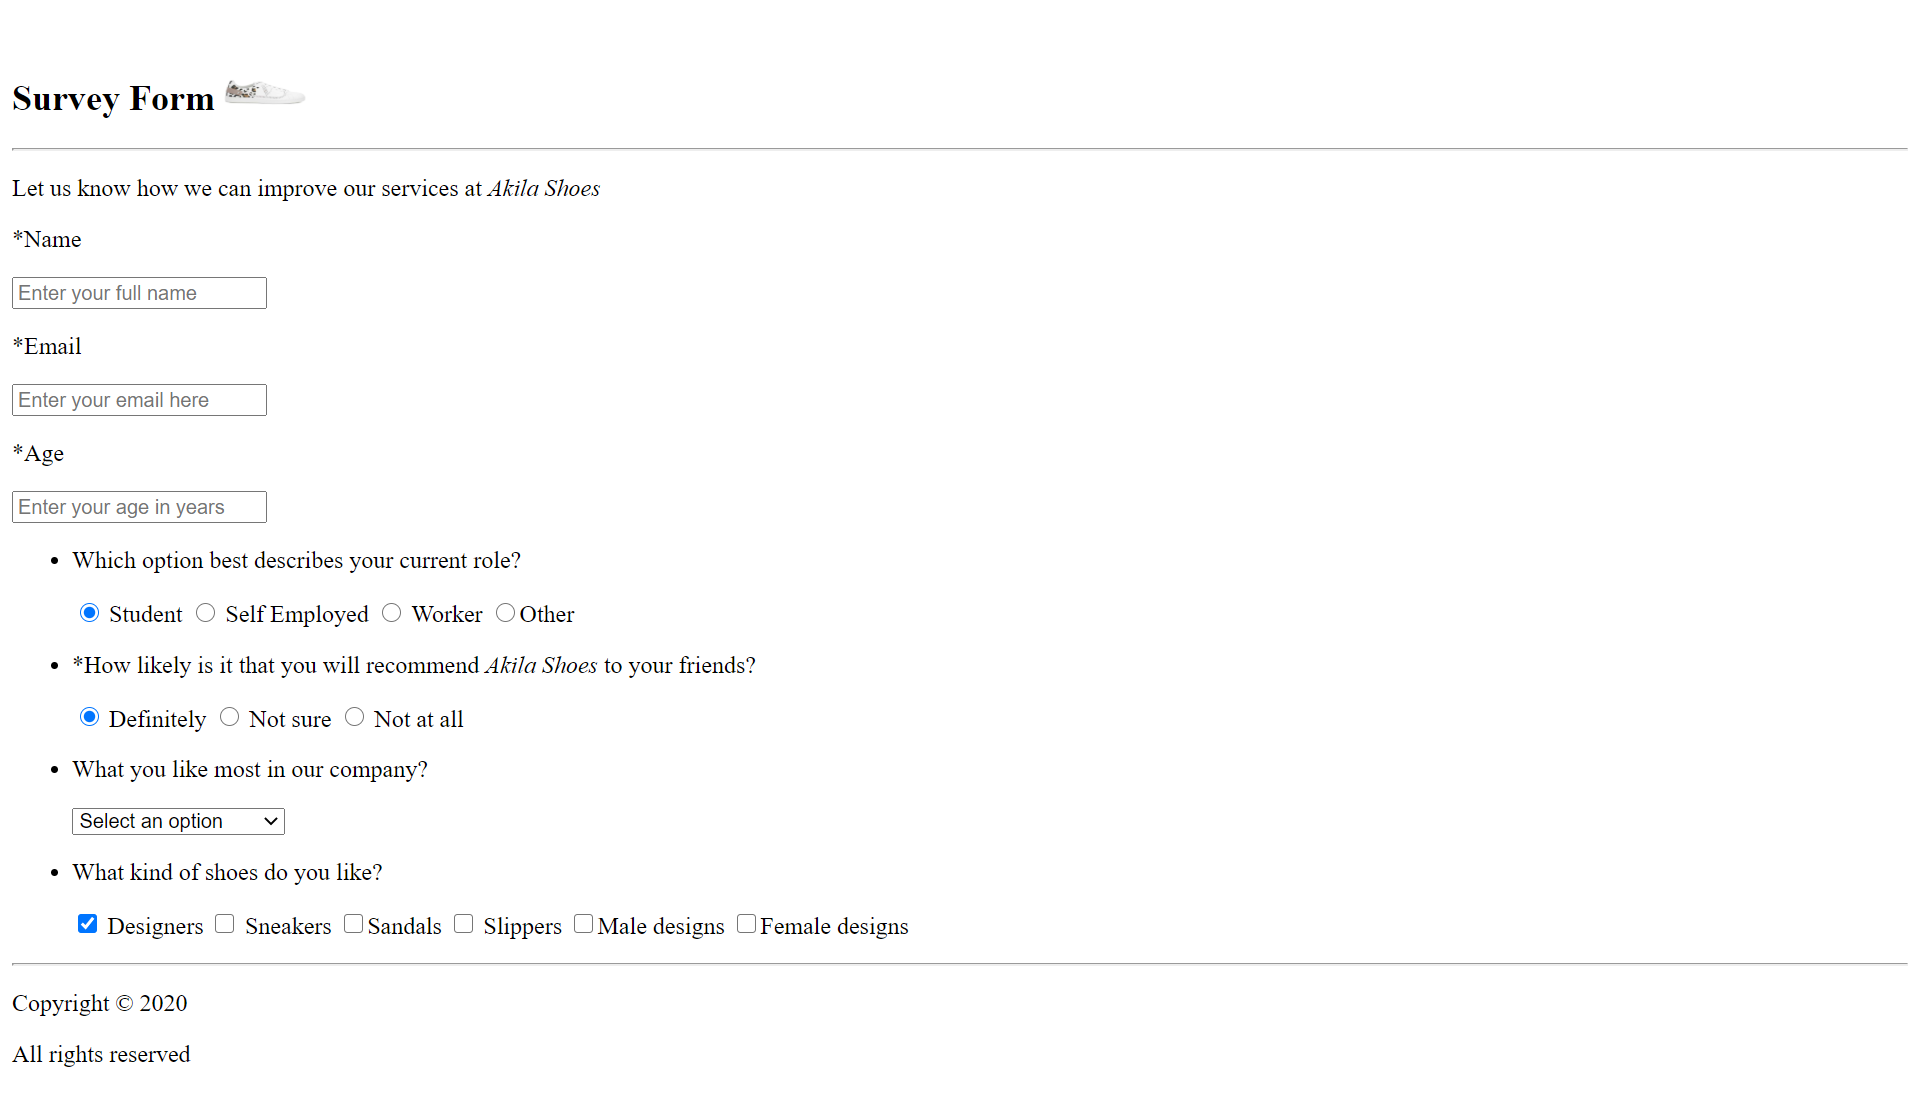 Survey Form
Let us know how we can improve our services at Akila Shoes
*Name
Enter your full name
*Email
Enter your email here
*Age
Enter your age in years
Which option best describes your current role?
Student Self Employed Worker Other
*How likely is it that you will recommend Akila Shoes to your friends?
Definitely Not sure Not at all
What you like most in our company?
Select an option
What kind of shoes do you like?
Designers Sneakers Sandals Slippers Male designs Female designs
Copyright © 2020
All rights reserved